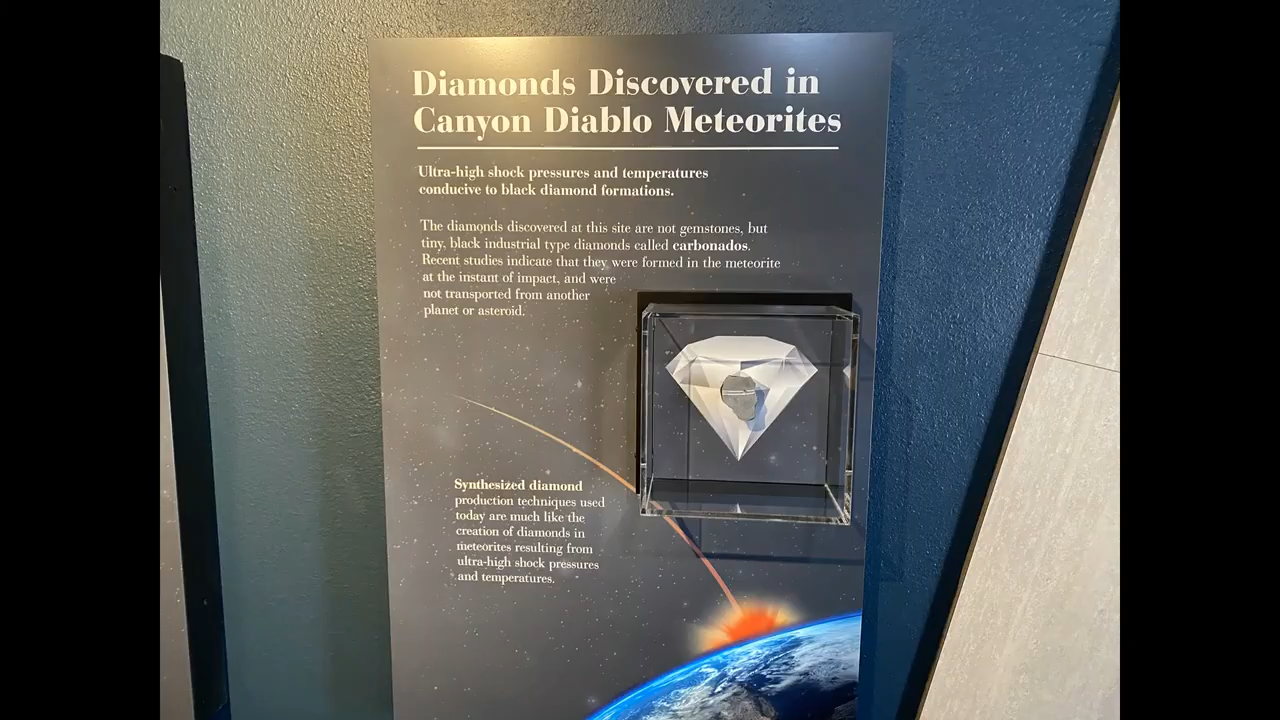 Diamonds Discovered in
Canyon Diablo Meteorites
Ultra-high shock pressures and temperatures
conducive to black diamond formations.
The diamonds discovered at this site are not gemstones, but
tiny, black industrial type diamonds called carbonados.
Recent studies indicate that they were formed in the meteorite
at the instant of impact, and were
not transported from another
planet or asteroid.
Synthesized diamond
production techniques used
today are much like the
creation of diamonds in
meteorites resulting from
ultra-high shock pressures
and temperatures.